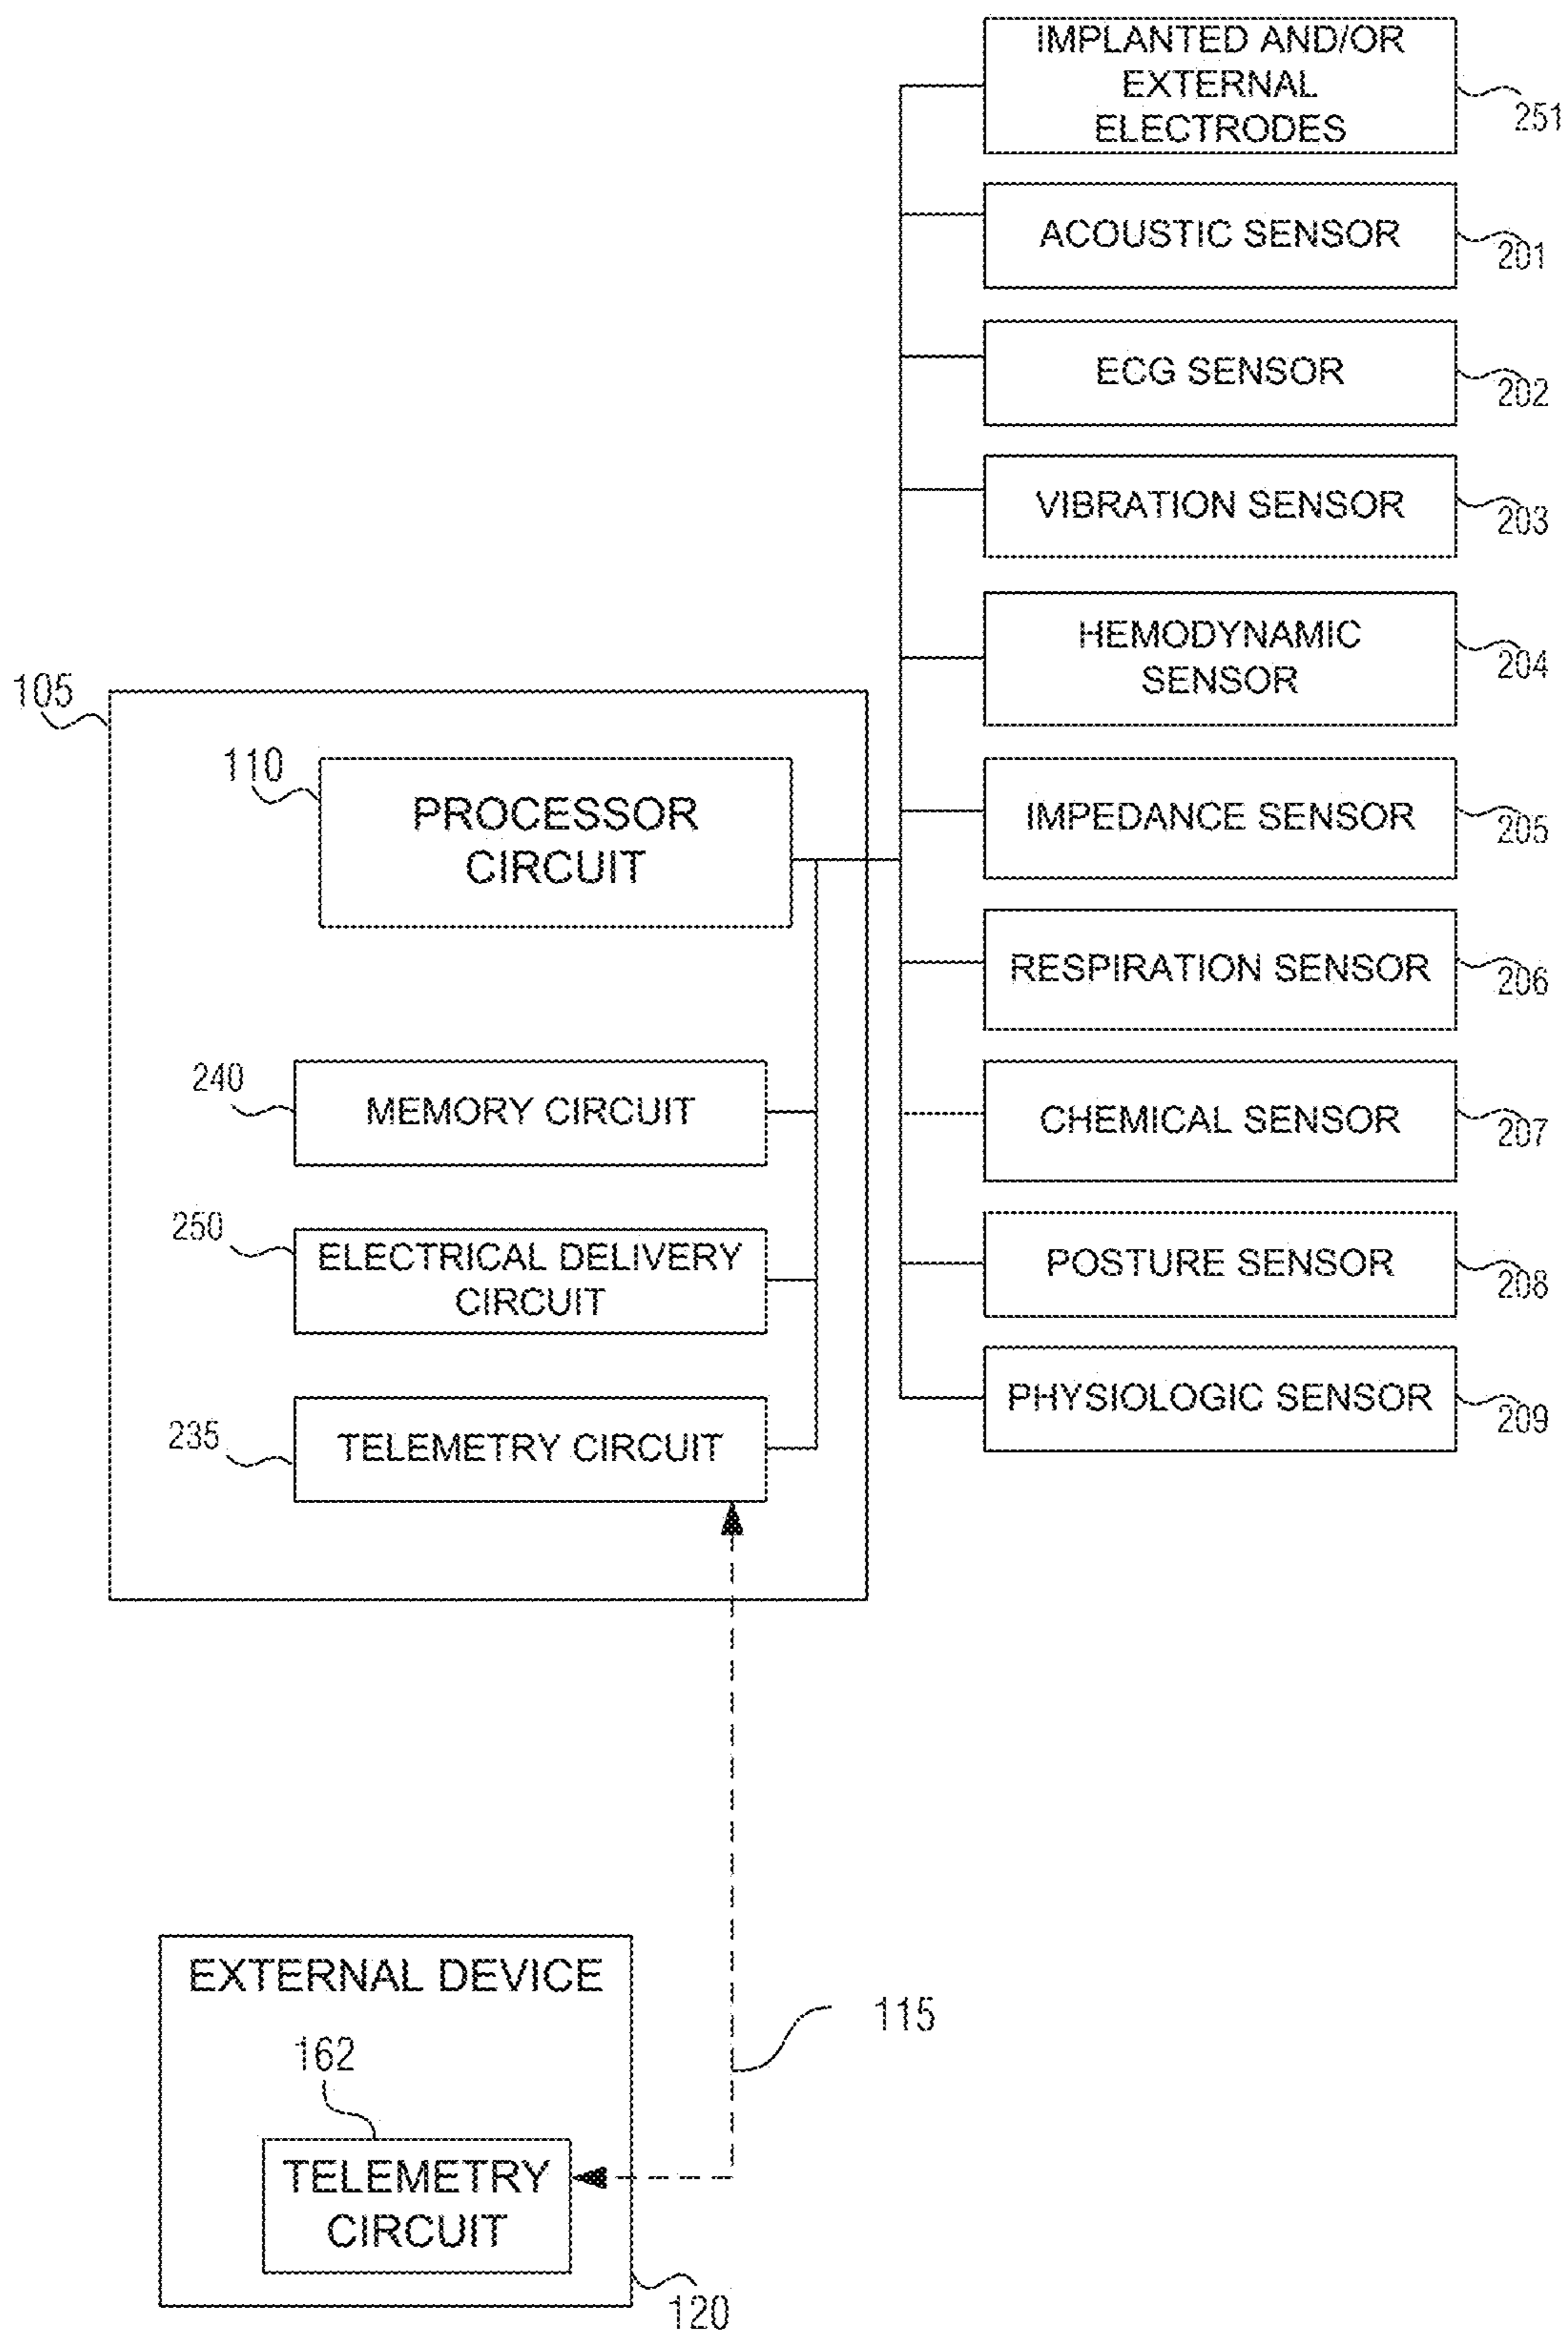 IMPLANTED AND/OR
EXTERNAL
ELECTRODES
251
ACOUSTIC SENSOR
201
ECG SENSOR
202
VIBRATION SENSOR
203
HEMODYNAMIC
SENSOR
204
105
110
PROCESSOR
CIRCUIT
IMPEDANCE SENSOR
205
RESPIRATION SENSOR
206
240
MEMORY CIRCUIT
CHEMICAL SENSOR
207
250
ELECTRICAL DELIVERY
CIRCUIT
POSTURE SENSOR
208
235
TELEMETRY CIRCUIT
PHYSIOLOGIC SENSOR
209
EXTERNAL DEVICE
115
162
TELEMETRY
CIRCUIT
120